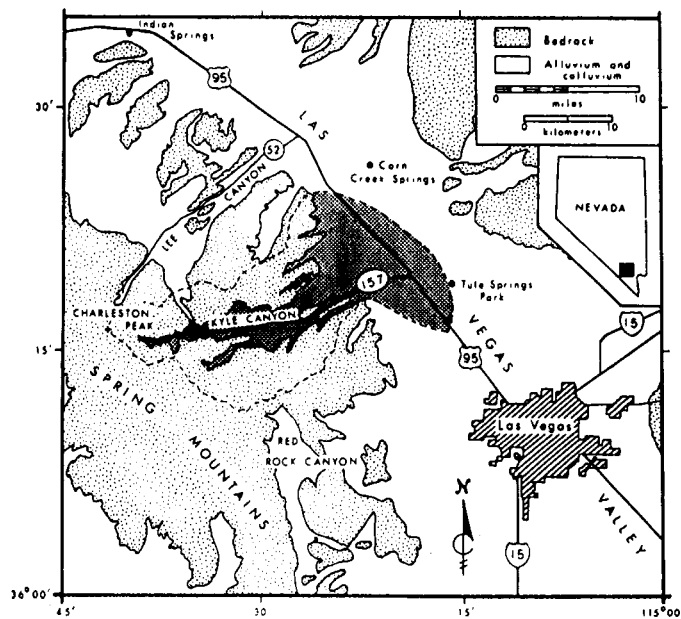 Indian
Springs
95
30'
LAS
52
LEE CANYON
Corn
Creek Springs
Bedrock
Alluvium and
colluvium
0 10
miles
0 10
kilometers
NEVADA
15
157
Tule Springs
Park
CHARLESTON
PEAK
KYLE CANYON
15'
VEGAS
95
SPRING
MOUNTAINS
RED
ROCK CANYON
Las Vegas
N
VALLEY
15
36°00'
45'
30
15'
115°00'